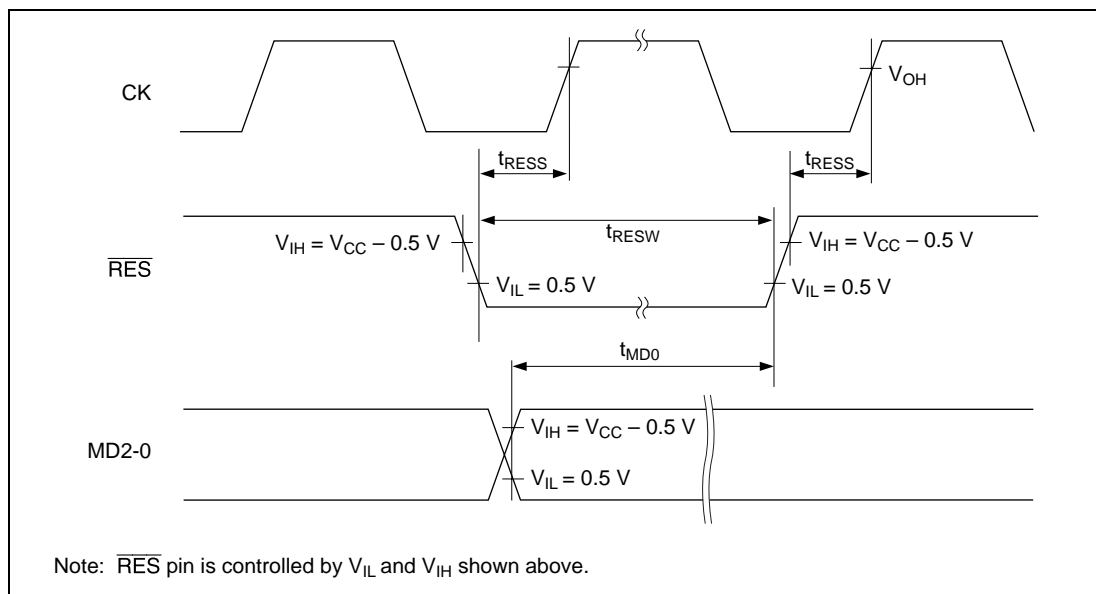 CK
V_OH
t_RESS
t_RESS
t_RESW
V_IH = V_CC – 0.5 V
V_IH = V_CC – 0.5 V
R̅E̅S̅
V_IL = 0.5 V
V_IL = 0.5 V
t_MD0
V_IH = V_CC – 0.5 V
MD2-0
V_IL = 0.5 V
Note: R̅E̅S̅ pin is controlled by V_IL and V_IH shown above.